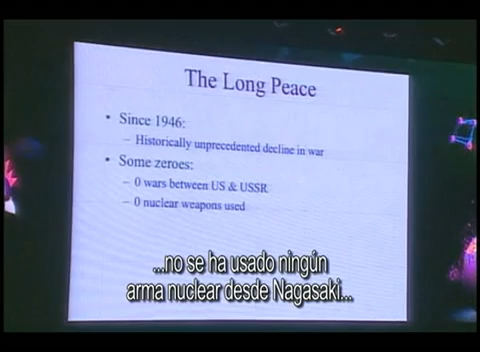 The Long Peace
• Since 1946:
– Historically unprecedented decline in war
• Some zeroes:
– 0 wars between US & USSR
– 0 nuclear weapons used
...no se ha usado ningún
arma nuclear desde Nagasaki...